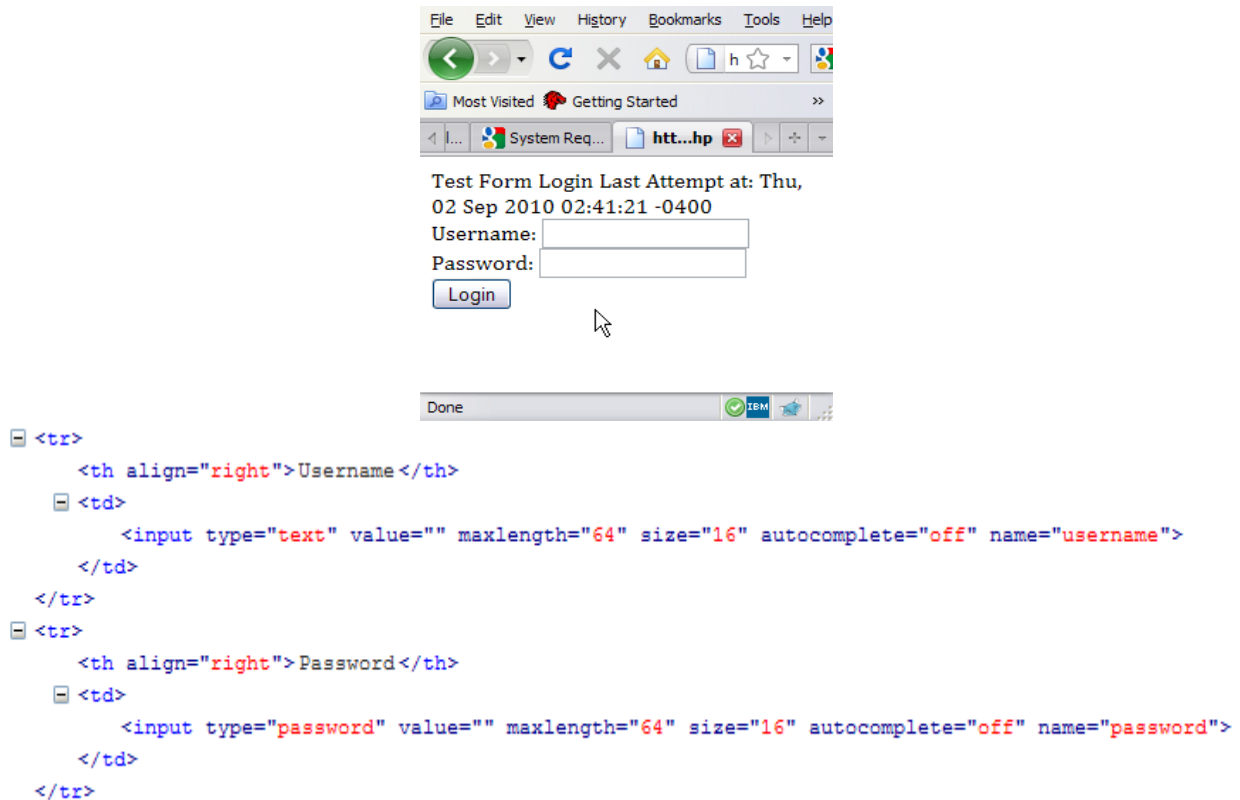 File Edit View History Bookmarks Tools Help
h
Most Visited Getting Started »
l... System Req... htt...hp
Test Form Login Last Attempt at: Thu,
02 Sep 2010 02:41:21 -0400
Username:
Password:
Login
Done IBM
<tr>
<th align="right">Username</th>
<td>
<input type="text" value="" maxlength="64" size="16" autocomplete="off" name="username">
</td>
</tr>
<tr>
<th align="right">Password</th>
<td>
<input type="password" value="" maxlength="64" size="16" autocomplete="off" name="password">
</td>
</tr>